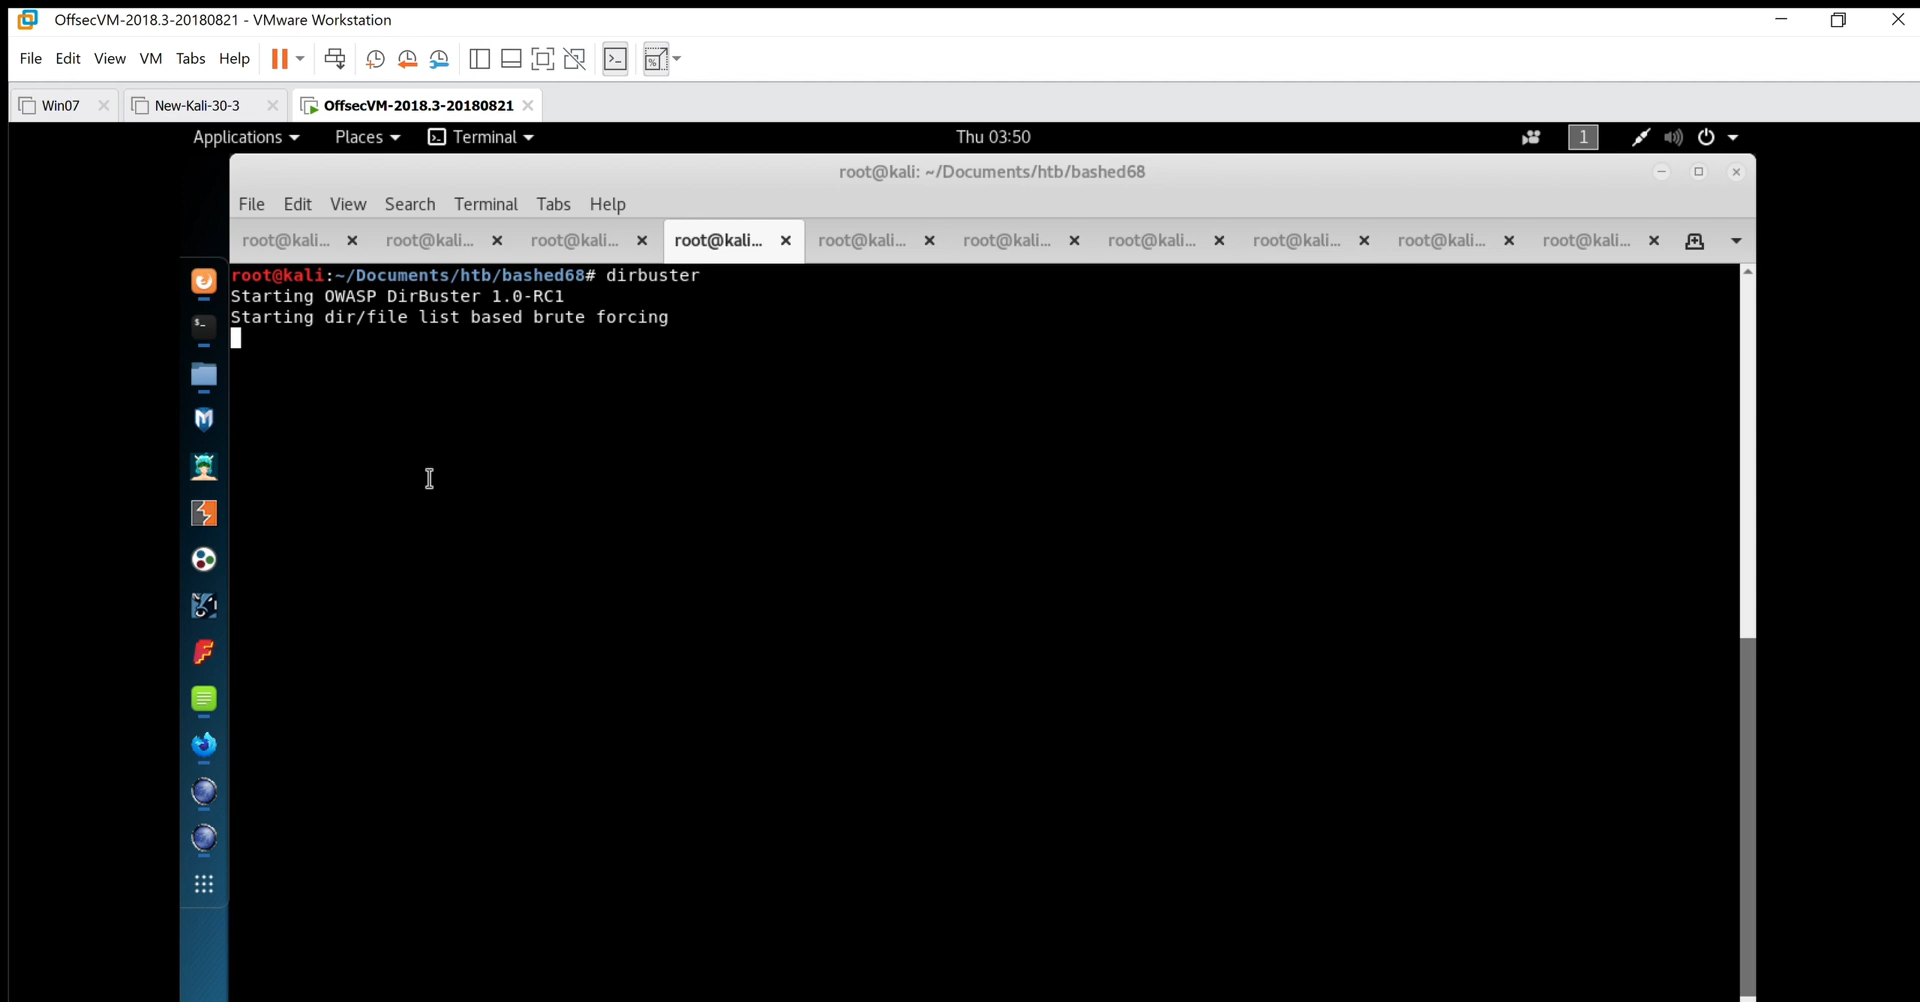 OffsecVM-2018.3-20180821 - VMware Workstation
File Edit View VM Tabs Help
Win07 New-Kali-30-3 OffsecVM-2018.3-20180821
Applications Places Terminal Thu 03:50 1
root@kali: ~/Documents/htb/bashed68
File Edit View Search Terminal Tabs Help
root@kali... root@kali... root@kali... root@kali... root@kali... root@kali... root@kali... root@kali... root@kali... root@kali...
root@kali:~/Documents/htb/bashed68# dirbuster
Starting OWASP DirBuster 1.0-RC1
Starting dir/file list based brute forcing